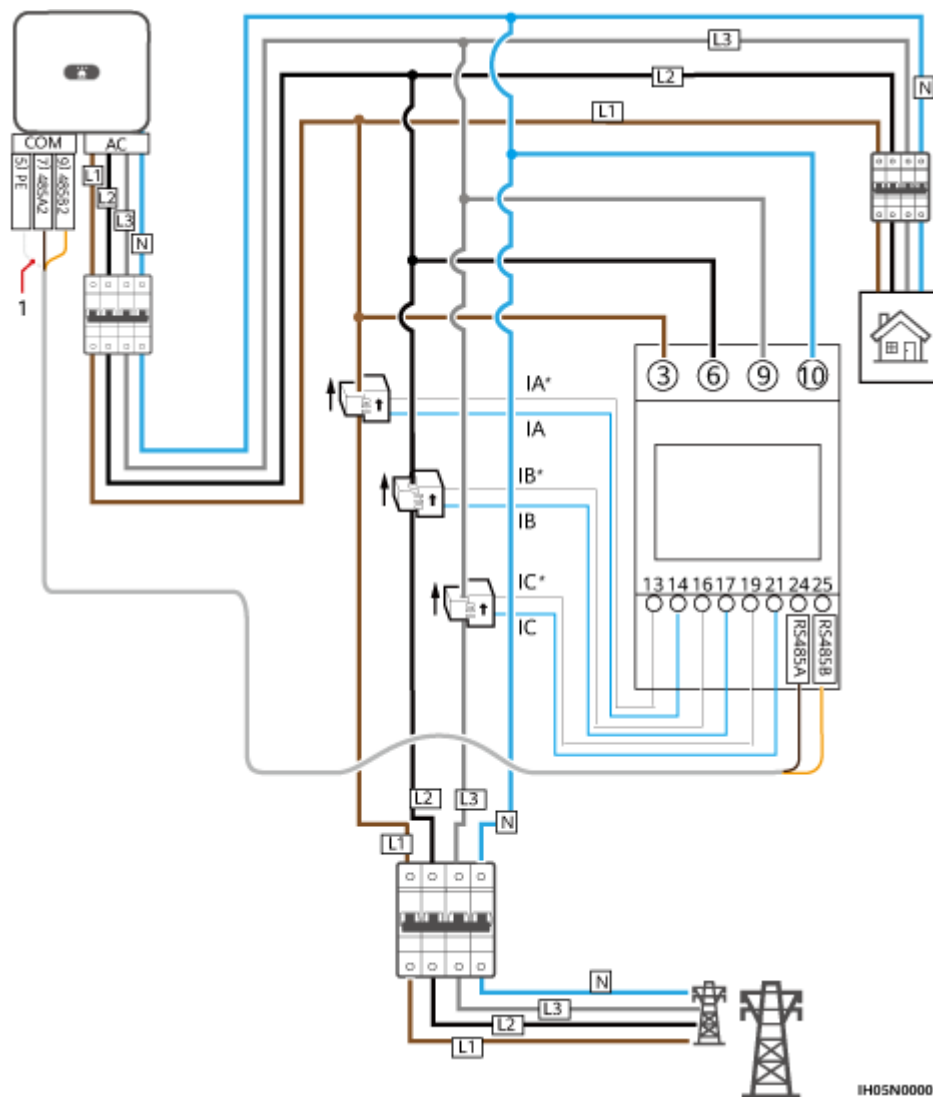 L3
L2
N
L1
COM AC
5) PE
7) 485A2
9) 485B2
L1
L2
L3
N
1
3 6 9 10
IA*
IA
IB*
IB
IC*
IC
13 14 16 17 19 21 24 25
RS485A
RS485B
L2
L3
N
L1
N
L3
L2
L1
IH05N0000